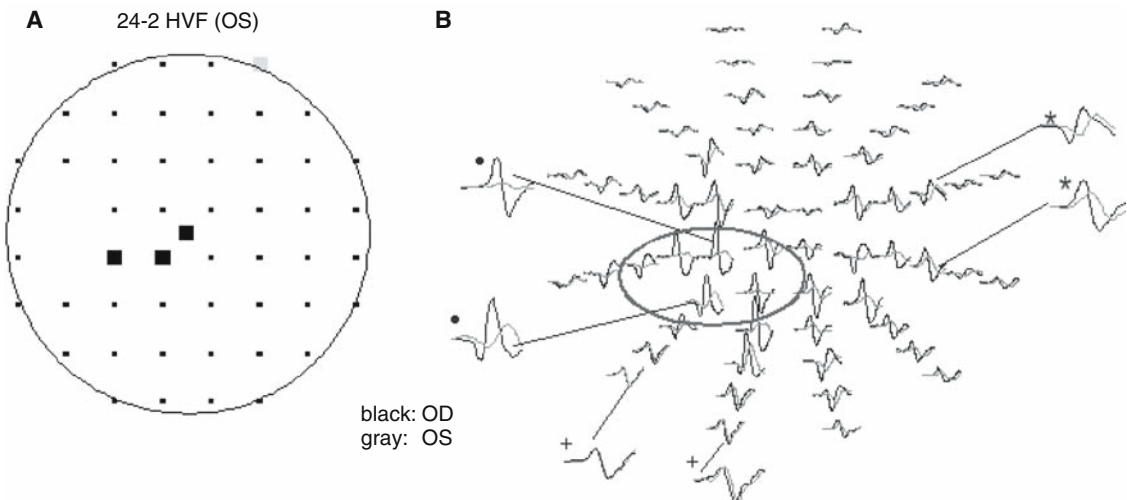 A
24-2 HVF (OS)
B
*
*
black: OD
gray: OS
+
+